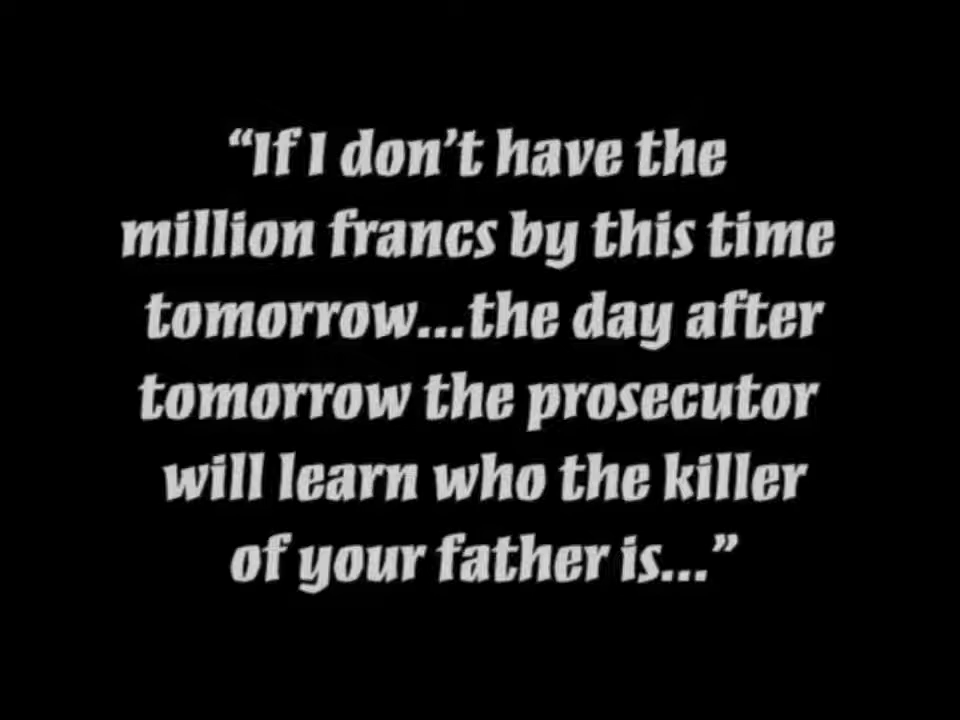 “If I don’t have the
million francs by this time
tomorrow...the day after
tomorrow the prosecutor
will learn who the killer
of your father is...”